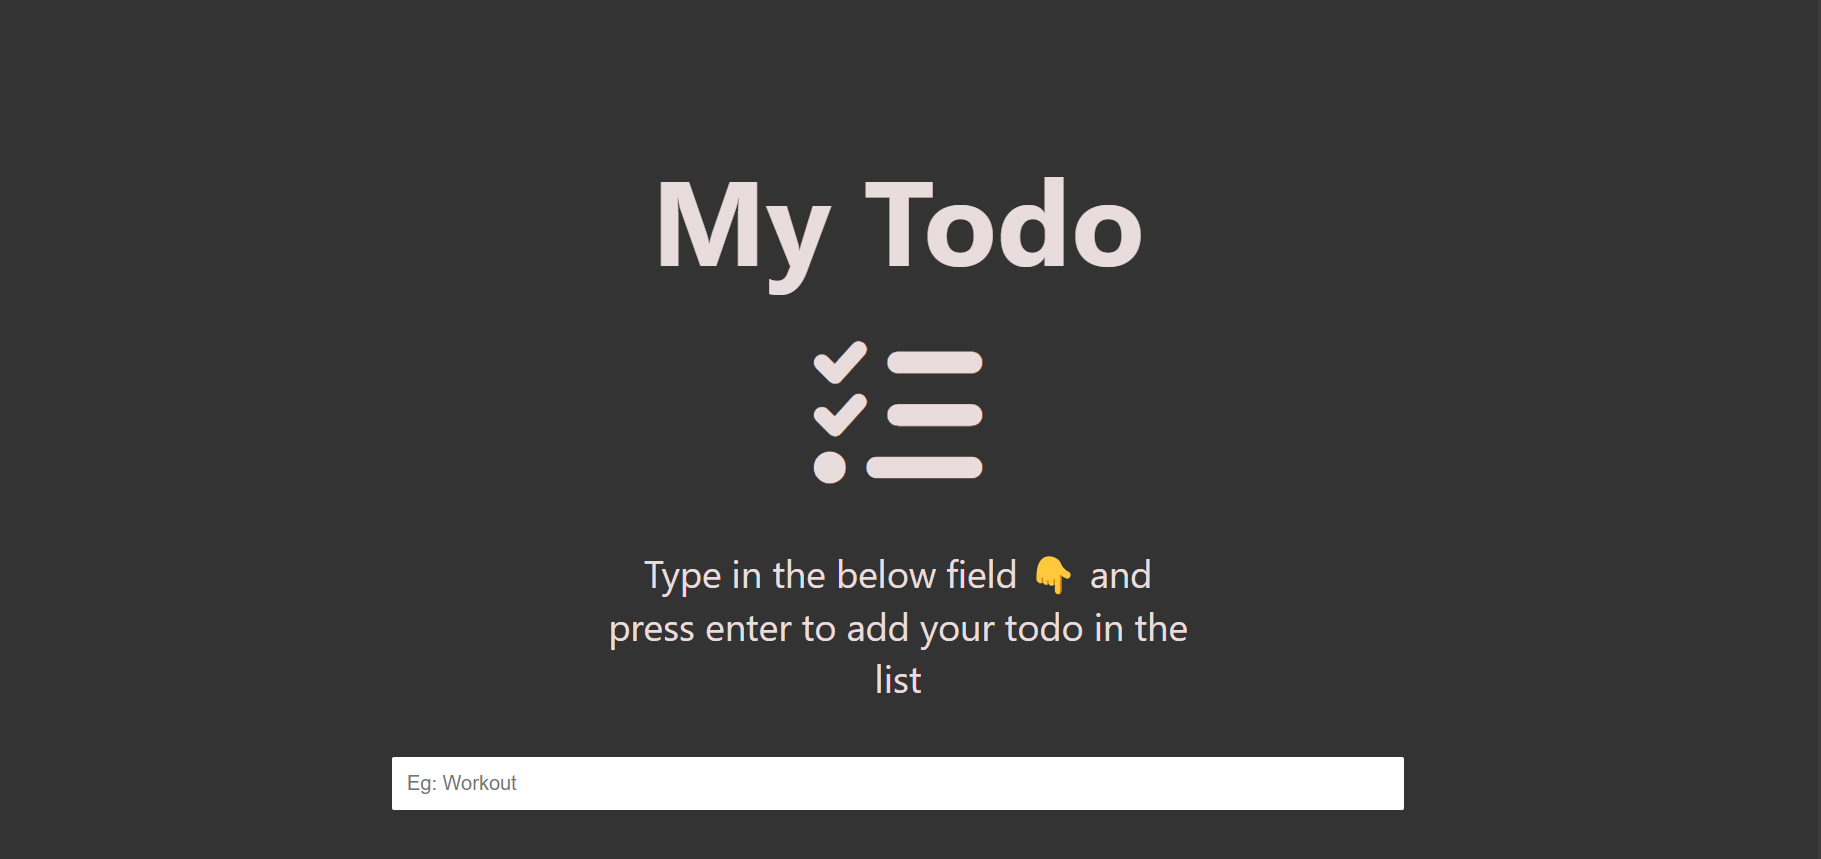 My Todo
Type in the below field 👇 and
press enter to add your todo in the
list
Eg: Workout